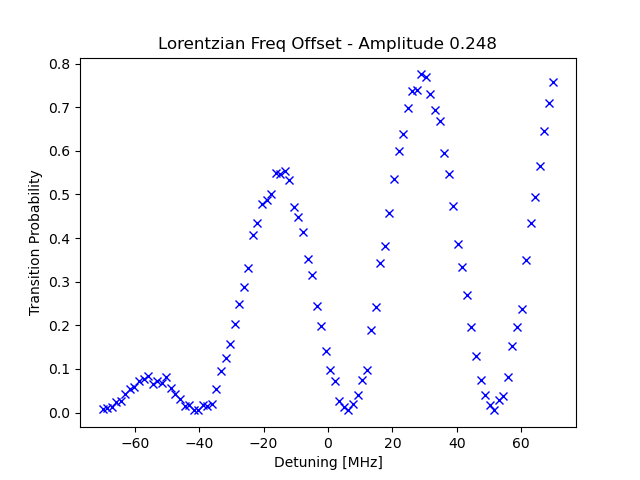 Lorentzian Freq Offset - Amplitude 0.248
0.8
0.7
0.6
0.5
0.4
0.3
0.2
0.1
0.0
Transition Probability
−60 −40 −20 0 20 40 60
Detuning [MHz]